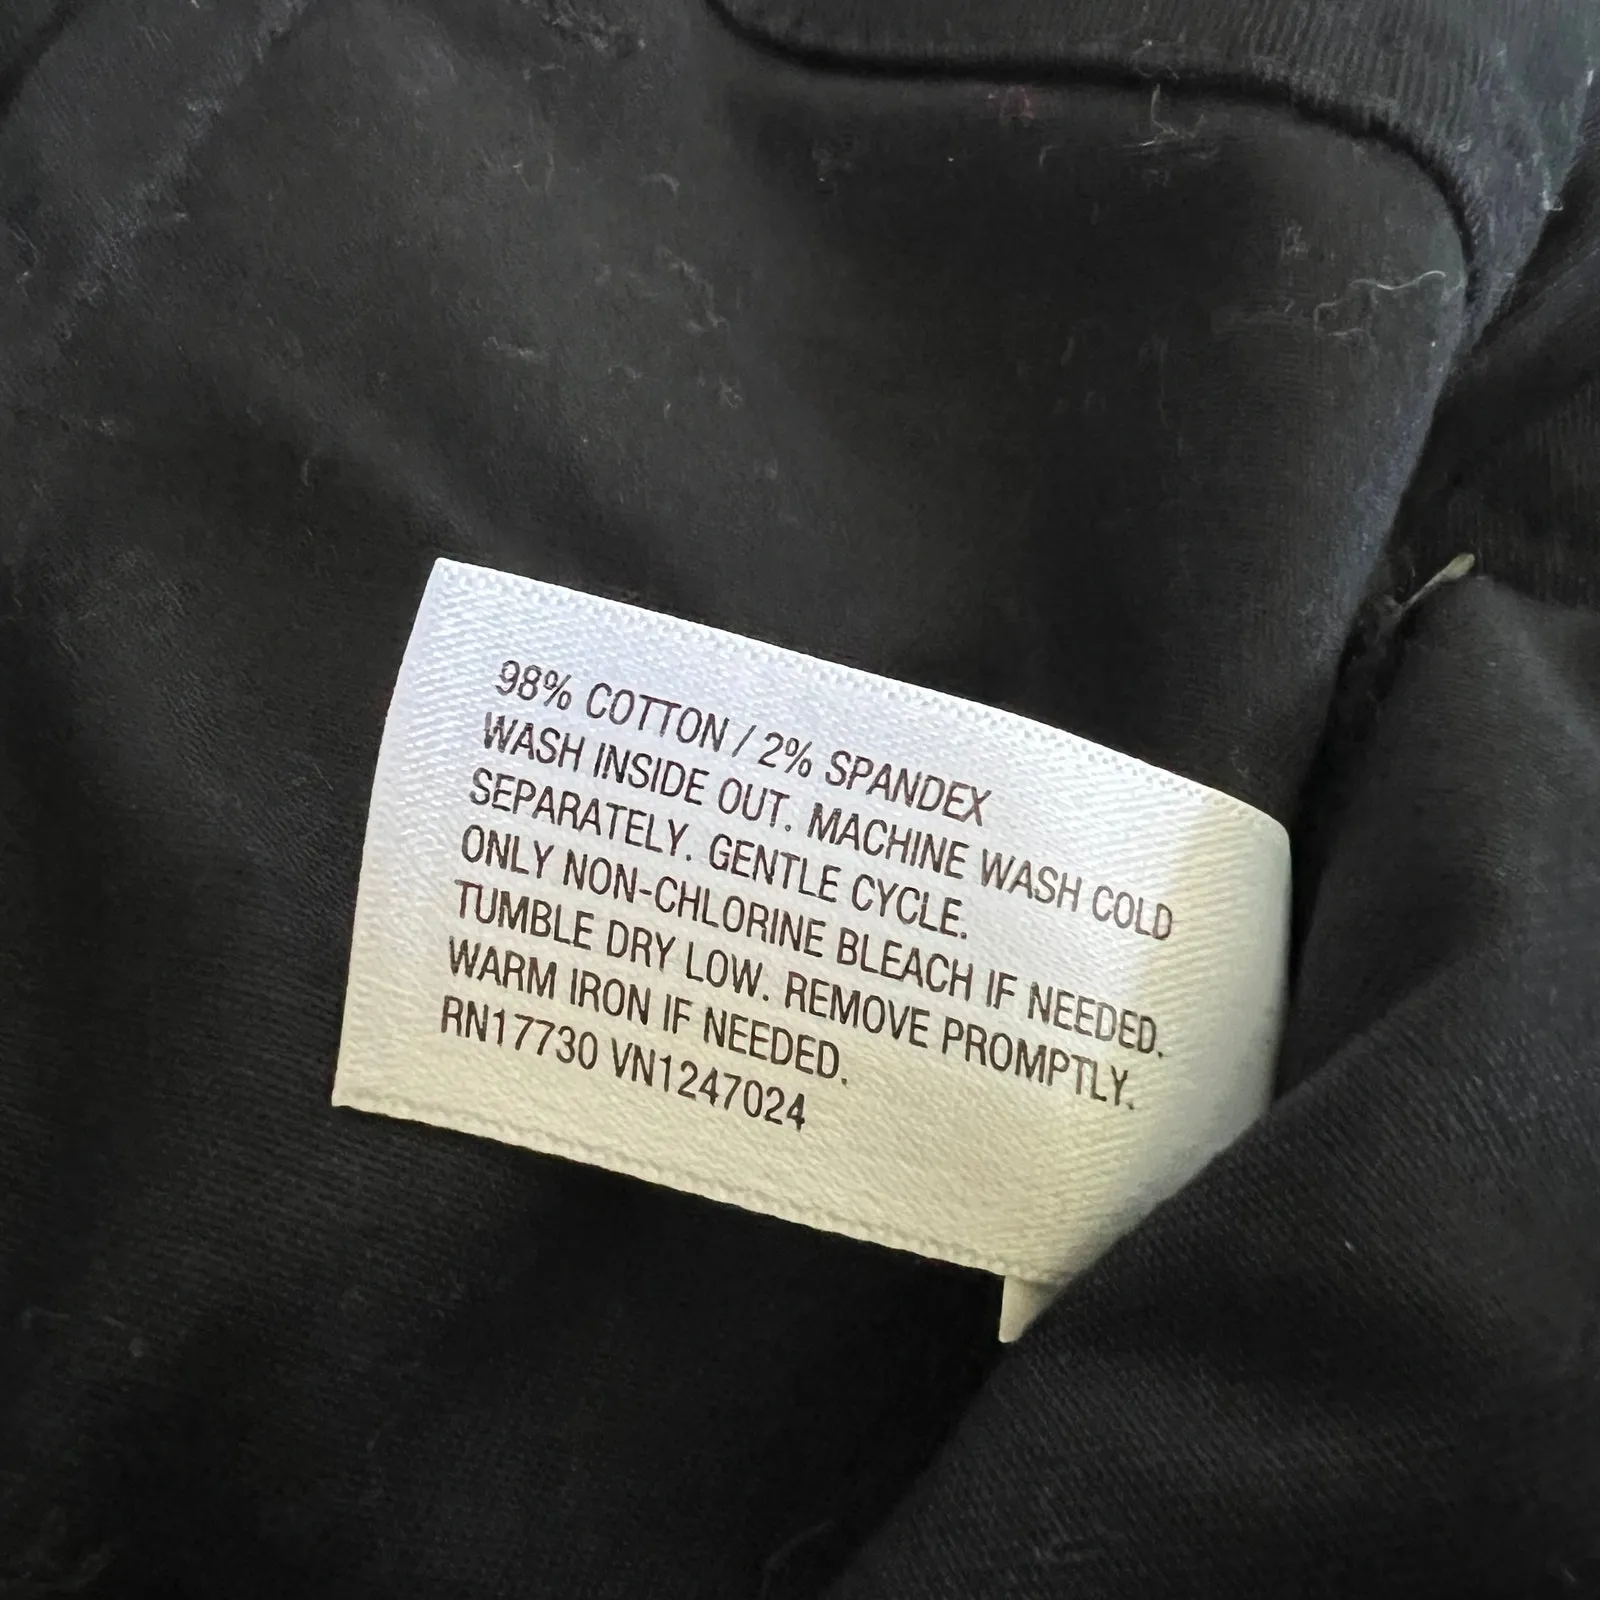 98% COTTON / 2% SPANDEX
WASH INSIDE OUT. MACHINE WASH COLD
SEPARATELY. GENTLE CYCLE.
ONLY NON-CHLORINE BLEACH IF NEEDED.
TUMBLE DRY LOW. REMOVE PROMPTLY.
WARM IRON IF NEEDED.
RN17730 VN1247024